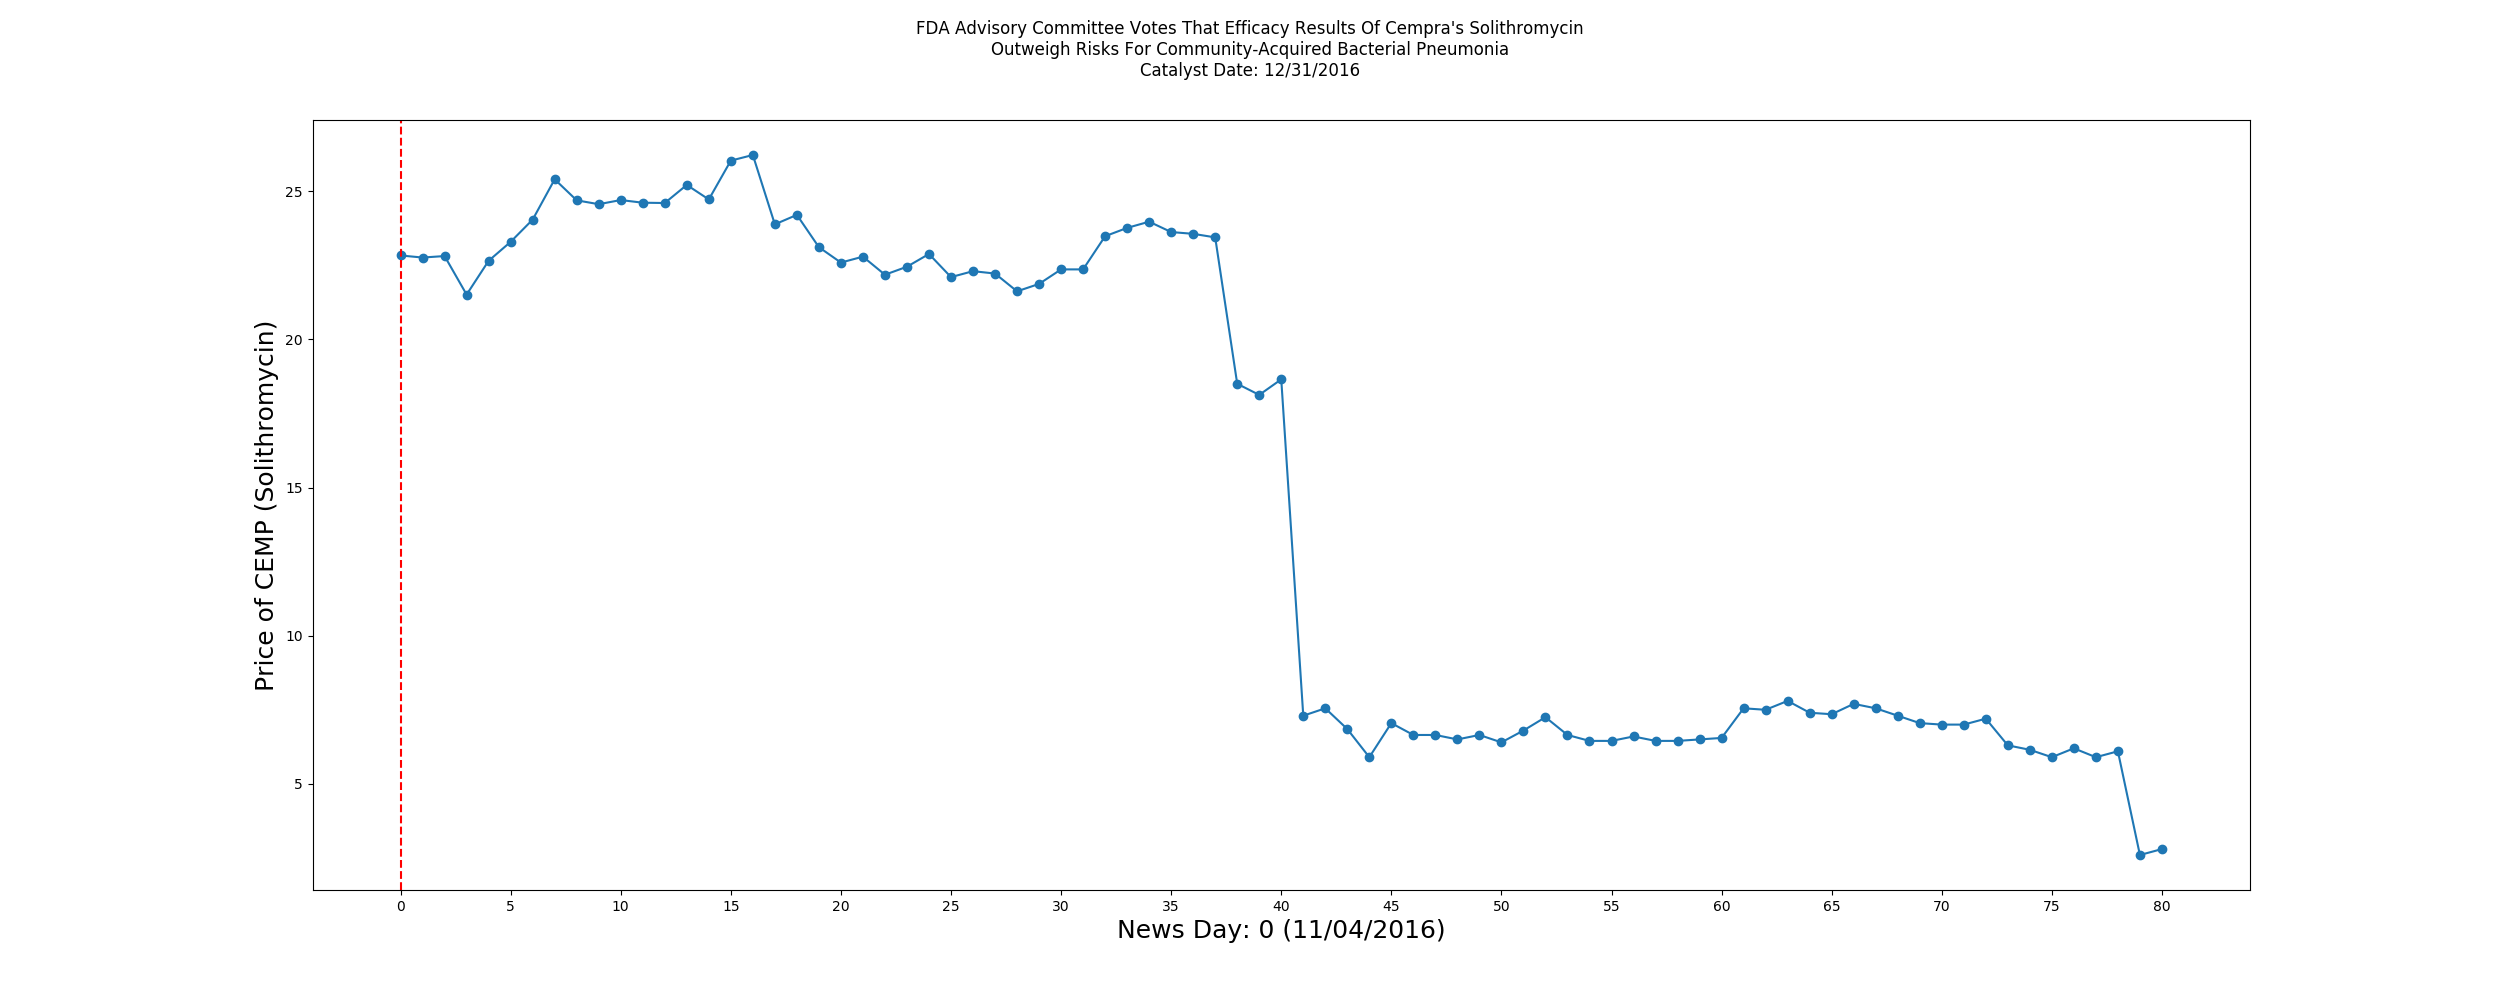 FDA Advisory Committee Votes That Efficacy Results Of Cempra's Solithromycin
Outweigh Risks For Community-Acquired Bacterial Pneumonia
Catalyst Date: 12/31/2016
Price of CEMP (Solithromycin)
25
20
15
10
5
0 5 10 15 20 25 30 35 40 45 50 55 60 65 70 75 80
News Day: 0 (11/04/2016)